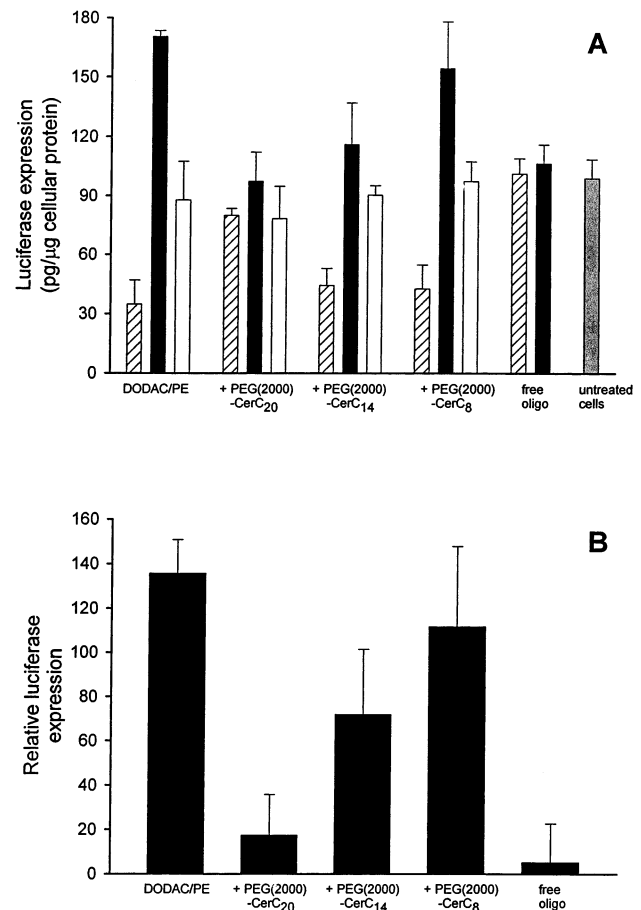 A
Luciferase expression
(pg/μg cellular protein)
180
150
120
90
60
30
0
DODAC/PE
+ PEG(2000)
-CerC20
+ PEG(2000)
-CerC14
+ PEG(2000)
-CerC8
free
oligo
untreated
cells
B
Relative luciferase
expression
160
140
120
100
80
60
40
20
0
DODAC/PE
+ PEG(2000)
-CerC20
+ PEG(2000)
-CerC14
+ PEG(2000)
-CerC8
free
oligo